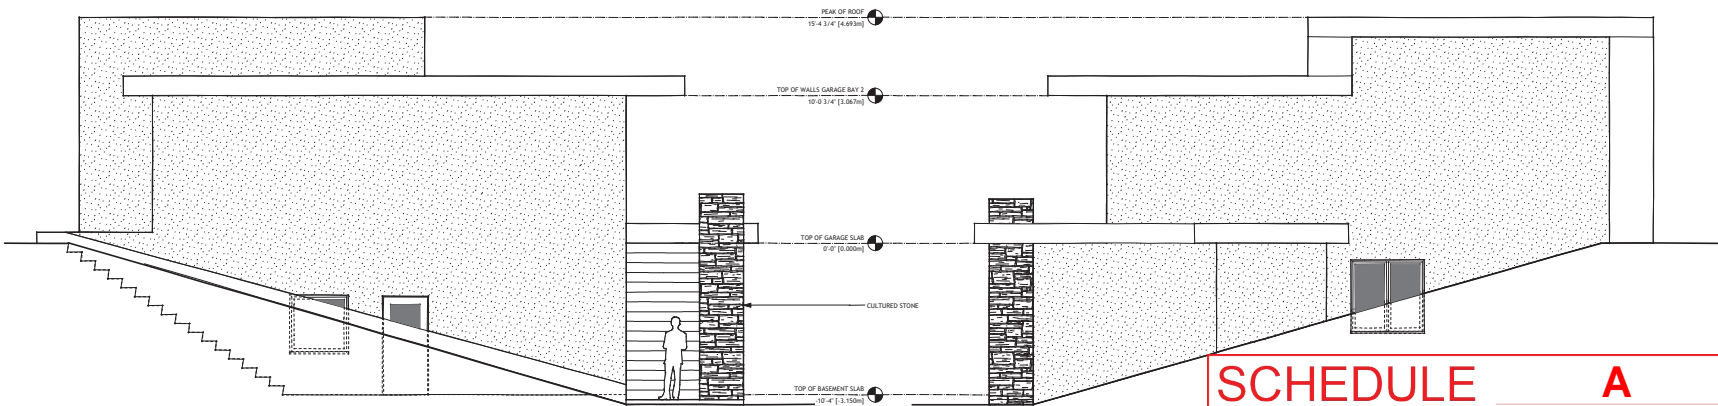 PEAK OF ROOF
15'-4 3/4" [4.693m]
TOP OF WALLS GARAGE BAY 2
10'-0 3/4" [3.067m]
TOP OF GARAGE SLAB
0'-0" [0.000m]
CULTURED STONE
TOP OF BASEMENT SLAB
-10'-4" [-3.150m]
SCHEDULE A